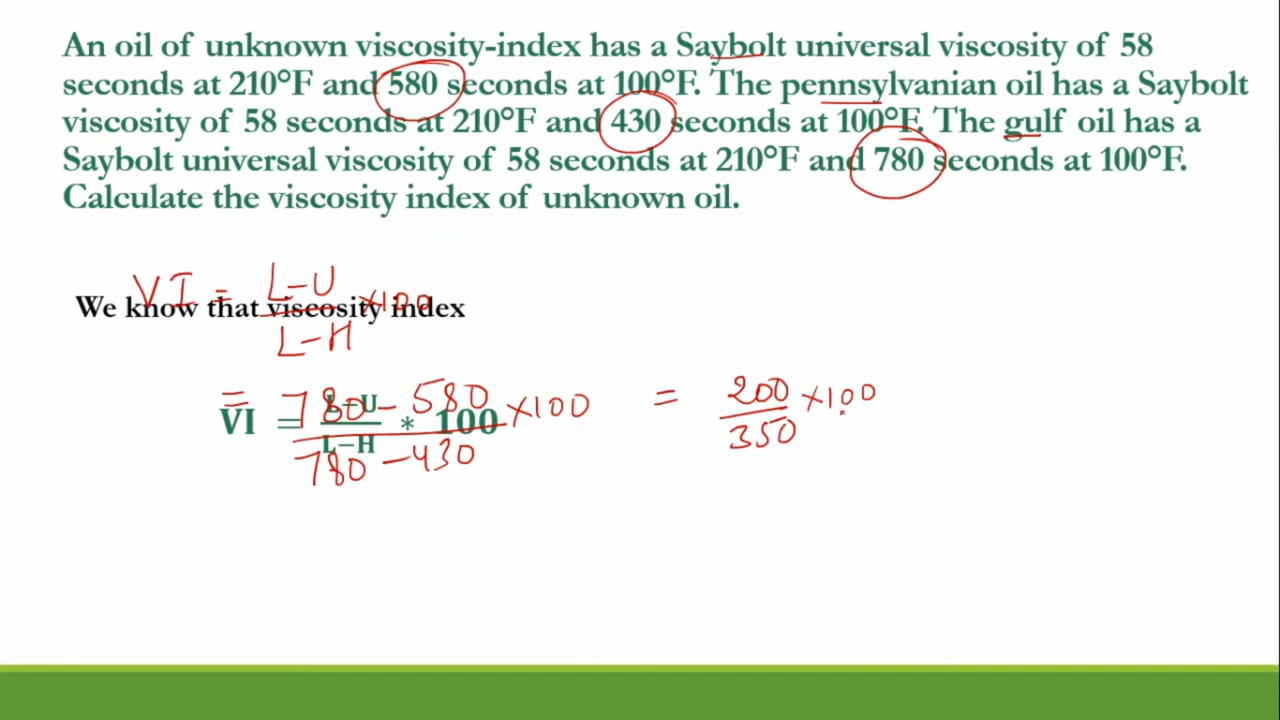 An oil of unknown viscosity-index has a Saybolt universal viscosity of 58
seconds at 210°F and 580 seconds at 100°F. The pennsylvanian oil has a Saybolt
viscosity of 58 seconds at 210°F and 430 seconds at 100°F. The gulf oil has a
Saybolt universal viscosity of 58 seconds at 210°F and 780 seconds at 100°F.
Calculate the viscosity index of unknown oil.
VI = L-U / L-H ×100
We know that viscosity index
= 780 - 580 / 780 - 430 ×100 = 200 / 350 ×100
VI = L-U / L-H * 100